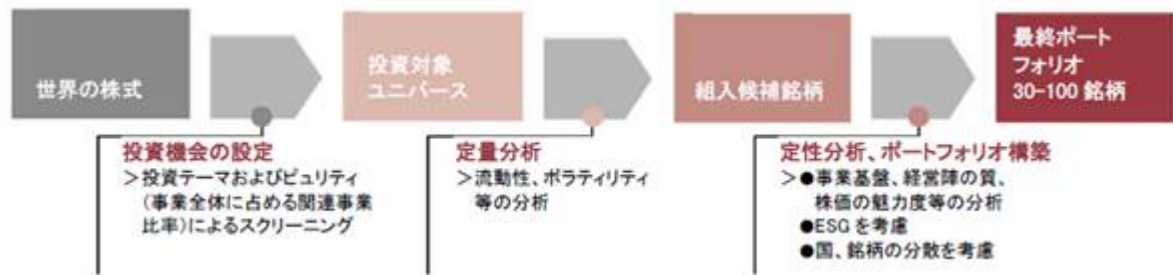 世界の株式
投資対象
ユニバース
組入候補銘柄
最終ポート
フォリオ
30-100 銘柄
投資機会の設定
＞投資テーマおよびピュリティ
（事業全体に占める関連事業
比率）によるスクリーニング
定量分析
＞流動性、ボラティリティ
等の分析
定性分析、ポートフォリオ構築
＞●事業基盤、経営陣の質、
株価の魅力度等の分析
●ESG を考慮
●国、銘柄の分散を考慮